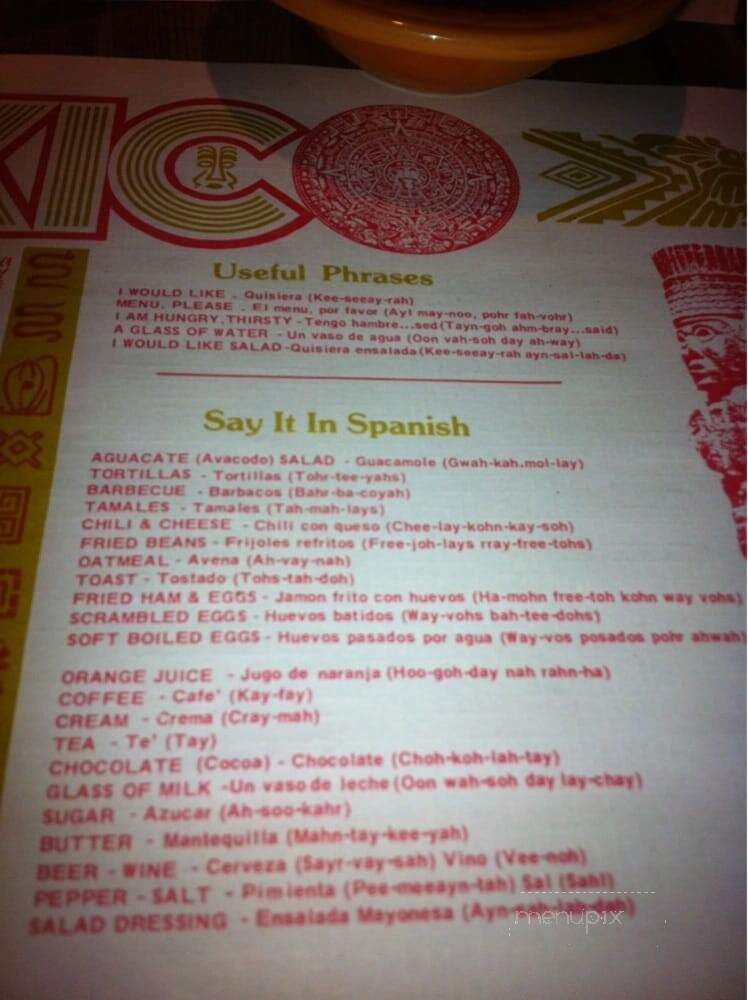 XICO
Useful Phrases
I WOULD LIKE - Quisiera (Kee-seeay-rah)
MENU, PLEASE - El menu, por favor (Ay! may-noo, pohr fah-vohr)
I AM HUNGRY,THIRSTY - Tengo hambre...sed (Tayn-goh ahm-bray...said)
A GLASS OF WATER - Un vaso de agua (Oon vah-soh day ah-way)
I WOULD LIKE SALAD -Quisiera ensalada (Kee-seeay-rah ayn-sal-lah-da)
Say It In Spanish
AGUACATE (Avacodo) SALAD - Guacamole (Gwah-kah.mol-lay)
TORTILLAS - Tortillas (Tohr-tee-yahs)
BARBECUE - Barbacos (Bahr-ba-coyah)
TAMALES - Tamales (Tah-mah-lays)
CHILI & CHEESE - Chili con queso (Chee-lay-kohn-kay-soh)
FRIED BEANS - Frijoles refritos (Free-joh-lays rray-free-tohs)
OATMEAL - Avena (Ah-vay-nah)
TOAST - Tostado (Tohs-tah-doh)
FRIED HAM & EGGS - Jamon frito con huevos (Ha-mohn free-toh kohn way vohs)
SCRAMBLED EGGS - Huevos batidos (Way-vohs bah-tee-dohs)
SOFT BOILED EGGS - Huevos pasados por agua (Way-vos posados pohr ahwah)
ORANGE JUICE - Jugo de naranja (Hoo-goh-day nah rahn-ha)
COFFEE - Cafe' (Kay-fay)
CREAM - Crema (Cray-mah)
TEA - Te' (Tay)
CHOCOLATE (Cocoa) - Chocolate (Choh-koh-lah-tay)
GLASS OF MILK -Un vaso de leche (Oon wah-soh day lay-chay)
SUGAR - Azucar (Ah-soo-kahr)
BUTTER - Mantequilla (Mahn-tay-kee-yah)
BEER - WINE - Cerveza (Sayr-vay-sah) Vino (Vee-noh)
PEPPER - SALT - Pimienta (Pee-meeayn-tah) Sal (Sahl)
SALAD DRESSING - Ensalada Mayonesa (Ayn-sah-lah-dah)
menupix